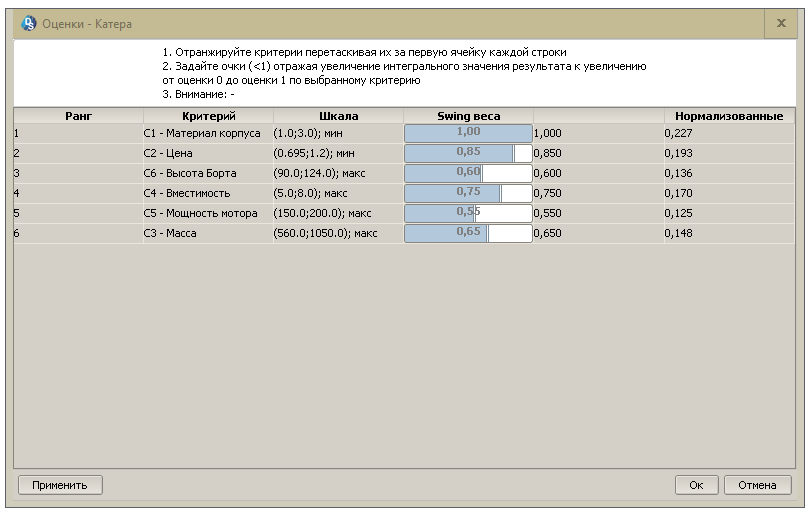 Оценки - Катера
1. Отранжируйте критерии перетаскивая их за первую ячейку каждой строки
2. Задайте очки (<1) отражая увеличение интегрального значения результата к увеличению
от оценки 0 до оценки 1 по выбранному критерию
3. Внимание: -
Ранг Критерий Шкала Swing веса Нормализованные
1 C1 - Материал корпуса (1.0;3.0); мин 1,00 1,000 0,227
2 C2 - Цена (0.695;1.2); мин 0,85 0,850 0,193
3 C6 - Высота Борта (90.0;124.0); макс 0,60 0,600 0,136
4 C4 - Вместимость (5.0;8.0); макс 0,75 0,750 0,170
5 C5 - Мощность мотора (150.0;200.0); макс 0,55 0,550 0,125
6 C3 - Масса (560.0;1050.0); макс 0,65 0,650 0,148
Применить Ок Отмена